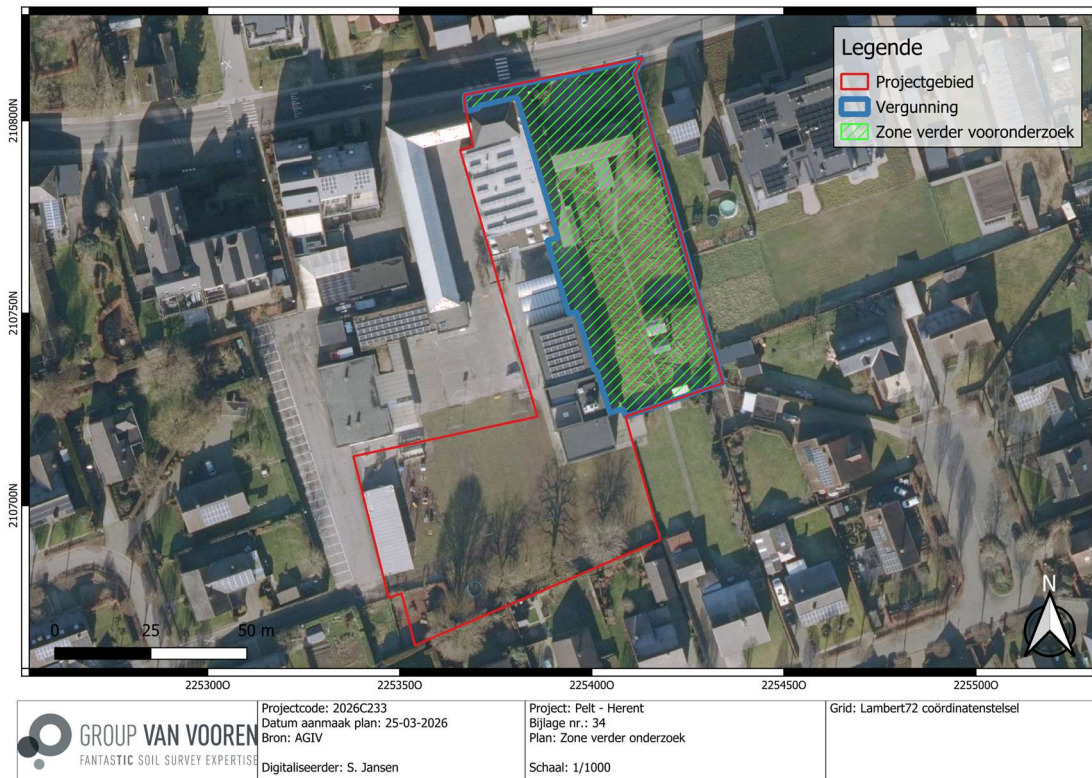 Legende
Projectgebied
Vergunning
Zone verder vooronderzoek
210800N
210750N
210700N
0 25 50 m
N
225300O
225350O
225400O
225450O
225500O
GROUP VAN VOOREN
FANTASTIC SOIL SURVEY EXPERTISE
Projectcode: 2026C233
Datum aanmaak plan: 25-03-2026
Bron: AGIV
Digitaliseerder: S. Jansen
Project: Pelt - Herent
Bijlage nr.: 34
Plan: Zone verder onderzoek
Schaal: 1/1000
Grid: Lambert72 coördinatenstelsel